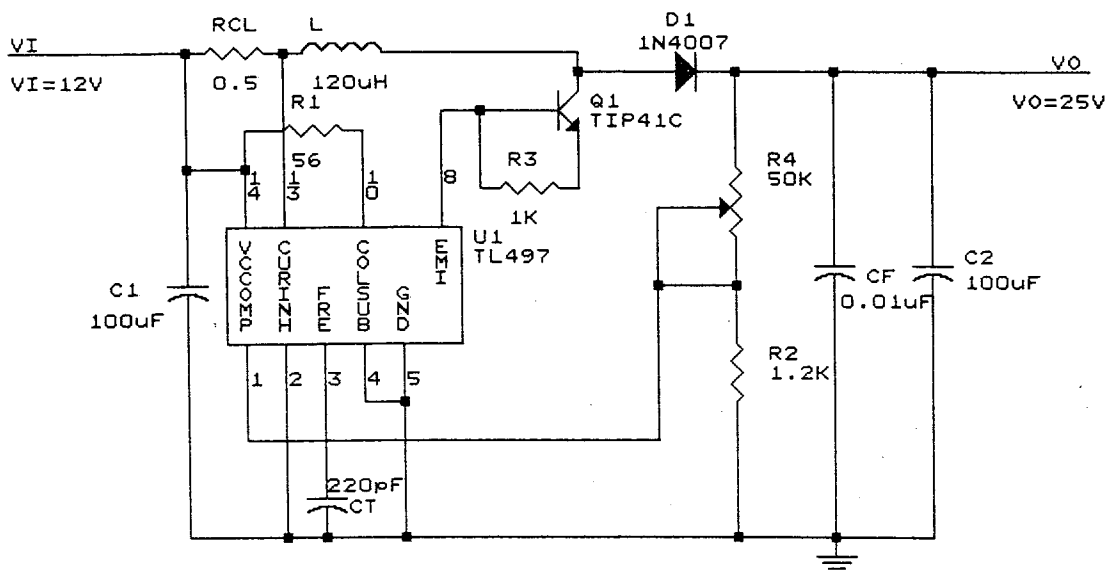 VI
VI=12V
RCL
0.5
L
120uH
R1
56
D1
1N4007
VO
VO=25V
Q1
TIP41C
R3
1K
R4
50K
14
13
10
8
U1
TL497
VCCOMP
CURINH
FRE
COLSUB
GND
EMI
C1
100uF
CF
0.01uF
C2
100uF
R2
1.2K
1
2
3
4
5
220pF
CT